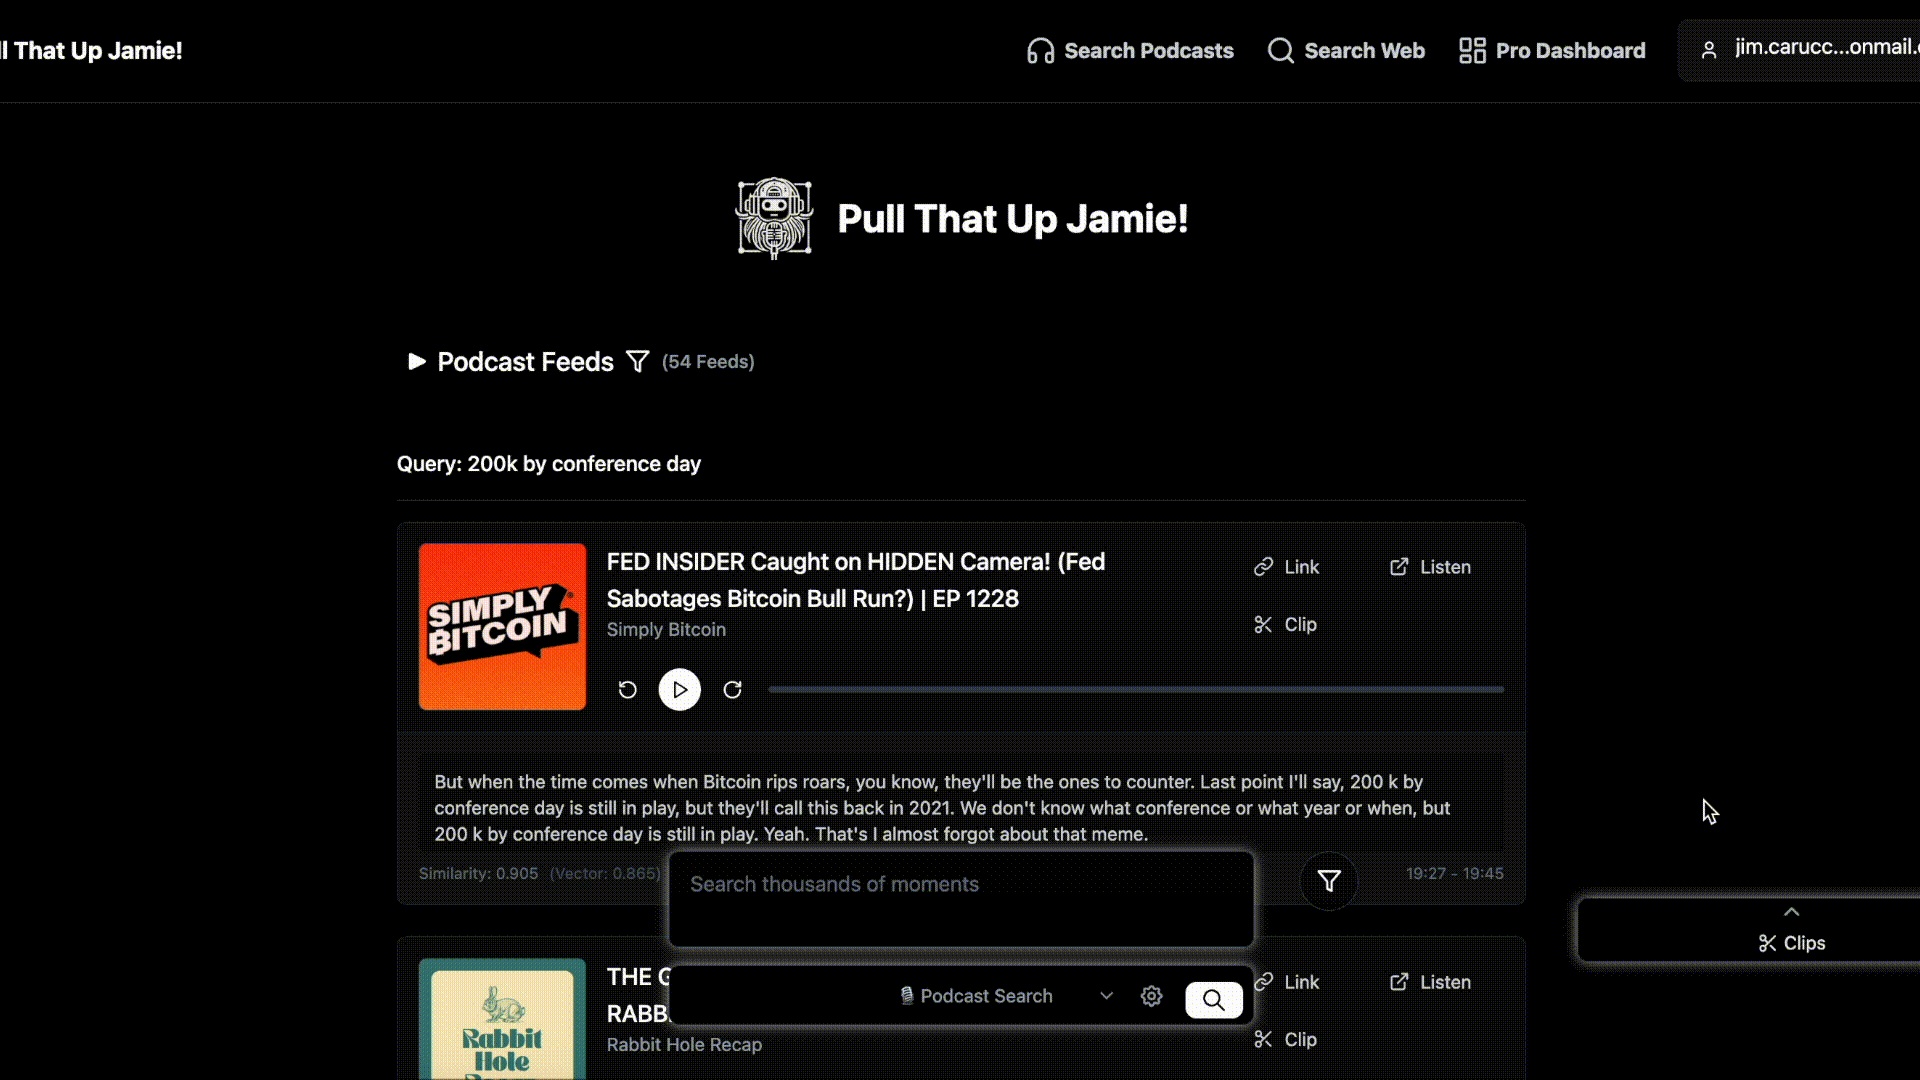 ll That Up Jamie!
Search Podcasts
Search Web
Pro Dashboard
jim.carucc...onmail.
Pull That Up Jamie!
Podcast Feeds (54 Feeds)
Query: 200k by conference day
SIMPLY
BITCOIN
FED INSIDER Caught on HIDDEN Camera! (Fed
Sabotages Bitcoin Bull Run?) | EP 1228
Simply Bitcoin
Link
Listen
Clip
But when the time comes when Bitcoin rips roars, you know, they'll be the ones to counter. Last point I'll say, 200 k by
conference day is still in play, but they'll call this back in 2021. We don't know what conference or what year or when, but
200 k by conference day is still in play. Yeah. That's I almost forgot about that meme.
Similarity: 0.905 (Vector: 0.865)
19:27 - 19:45
Search thousands of moments
Podcast Search
Clips
Rabbit
Hole
THE G
RABB
Rabbit Hole Recap
Link
Listen
Clip